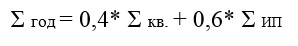 Σ год = 0,4* Σ кв. + 0,6* Σ ИП